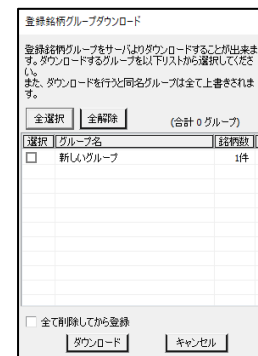 登録銘柄グループダウンロード
登録銘柄グループをサーバよりダウンロードすることが出来ま
す。ダウンロードするグループを以下リストから選択してくださ
い。
また、ダウンロードを行うと同名グループは全て上書きされま
す。
全選択 全解除 (合計 0 グループ)
選択 グループ名 銘柄数
新しいグループ 1件
全て削除してから登録
ダウンロード キャンセル